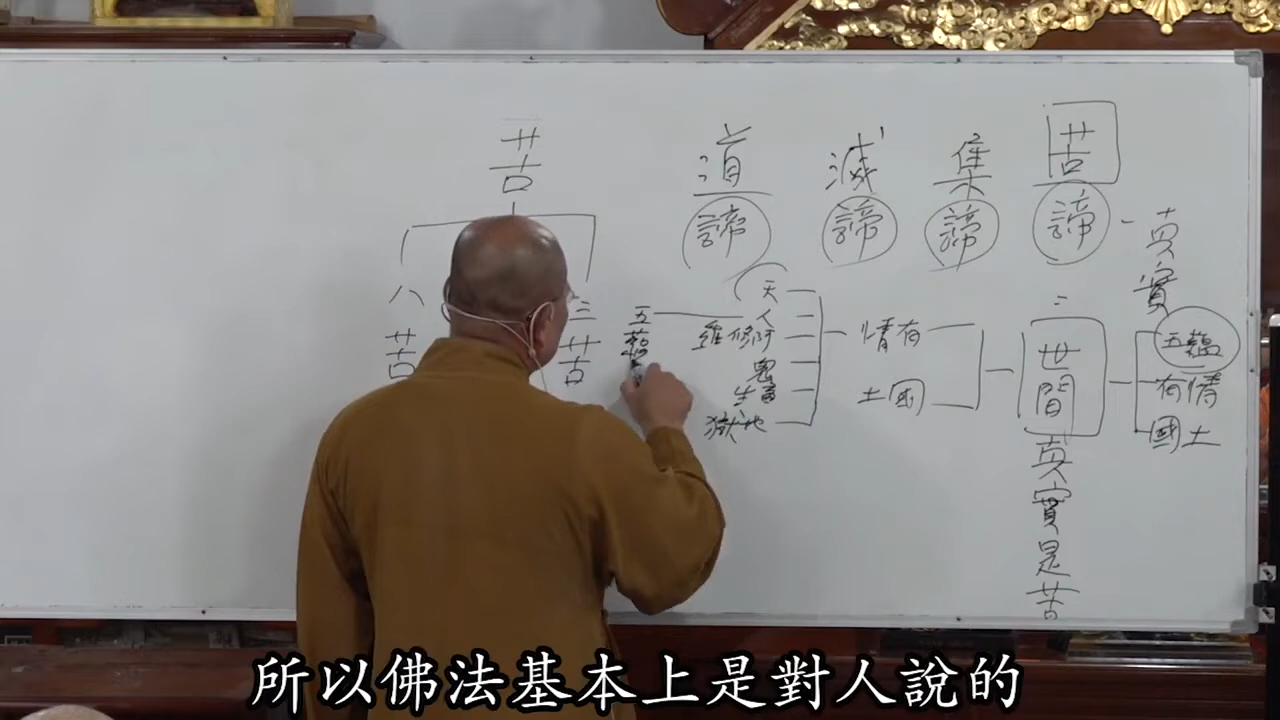 苦諦
集諦
滅諦
道諦
真實
世間真實是苦
五蘊
有情
國土
有情
國土
天
人
阿修羅
鬼
畜生
地獄
五
苦
三苦
八苦
所以佛法基本上是對人說的